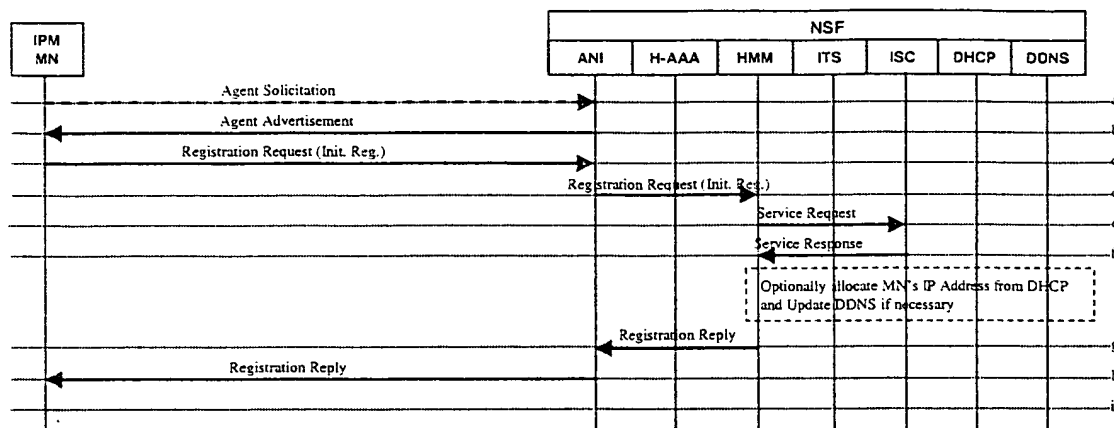 NSF
IPM
MN
ANI H-AAA HMM ITS ISC DHCP DDNS
Agent Solicitation
Agent Advertisement
Registration Request (Init. Reg.)
Registration Request (Init. Reg.)
Service Request
Service Response
Optionally allocate MN's IP Address from DHCP
and Update DDNS if necessary
Registration Reply
Registration Reply